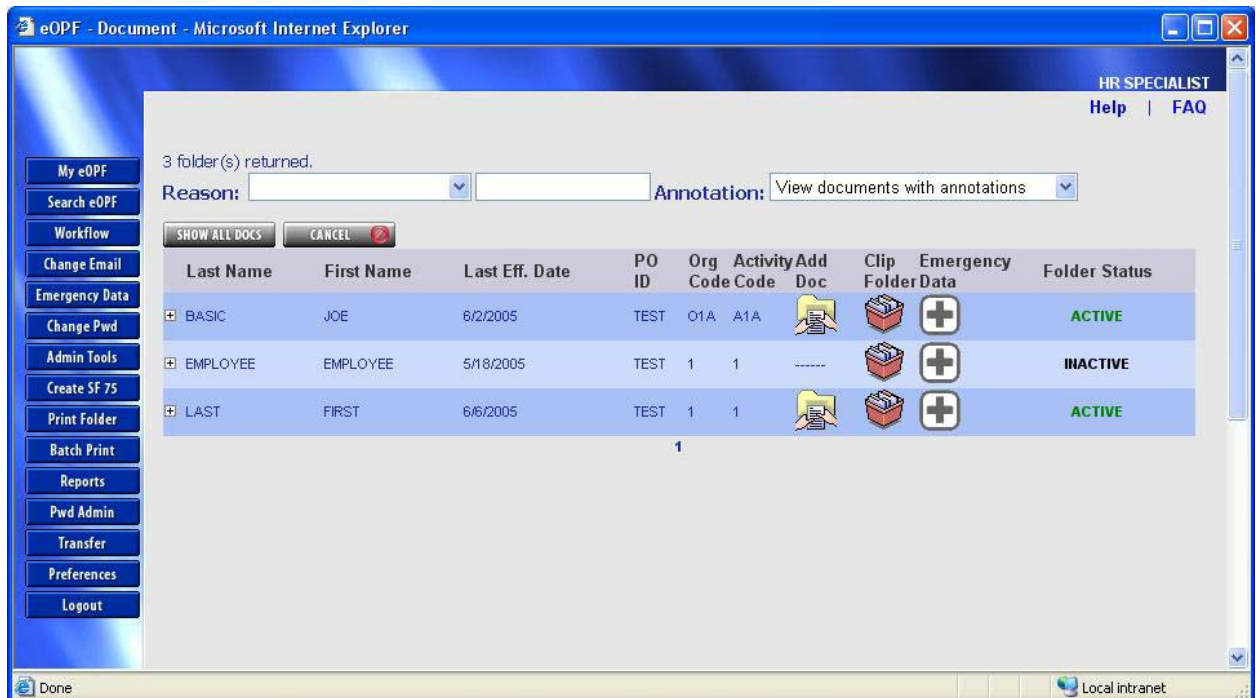 eOPF - Document - Microsoft Internet Explorer
HR SPECIALIST
Help | FAQ
My eOPF
Search eOPF
Workflow
Change Email
Emergency Data
Change Pwd
Admin Tools
Create SF 75
Print Folder
Batch Print
Reports
Pwd Admin
Transfer
Preferences
Logout
3 folder(s) returned.
Reason: Annotation: View documents with annotations
SHOW ALL DOCS CANCEL
Last Name First Name Last Eff. Date PO ID Org Code Activity Code Add Doc Clip Folder Emergency Data Folder Status
BASIC JOE 6/2/2005 TEST O1A A1A ACTIVE
EMPLOYEE EMPLOYEE 5/18/2005 TEST 1 1 ------ INACTIVE
LAST FIRST 6/6/2005 TEST 1 1 ACTIVE
1
Done Local intranet